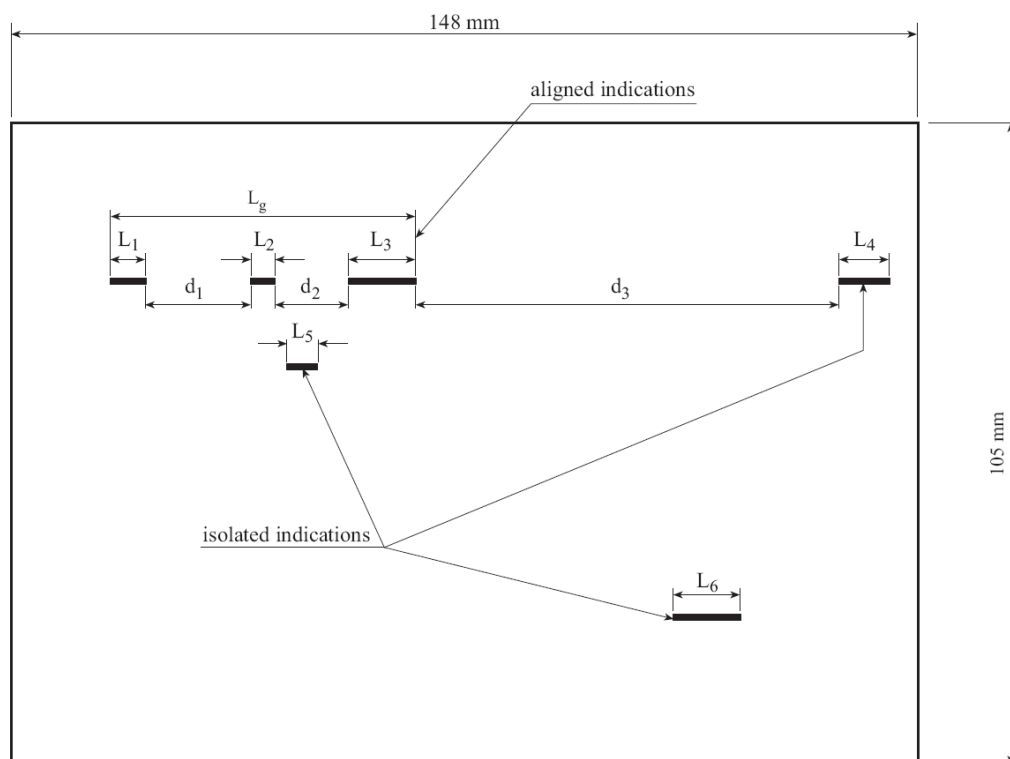 148 mm
aligned indications
Lg
L1 L2 L3 L4
d1 d2 d3
L5
105 mm
isolated indications
L6